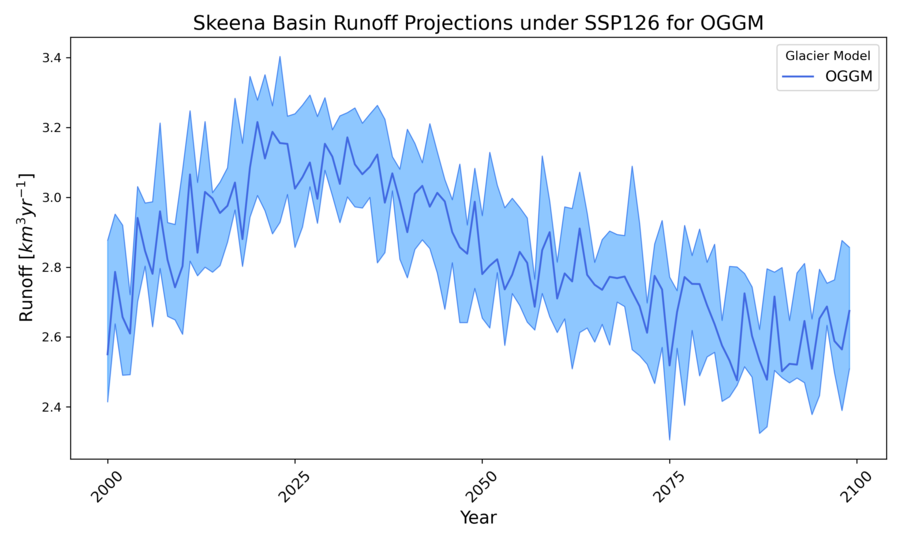 Skeena Basin Runoff Projections under SSP126 for OGGM
Glacier Model
OGGM
Runoff [km³yr⁻¹]
3.4
3.2
3.0
2.8
2.6
2.4
2000
2025
2050
2075
2100
Year